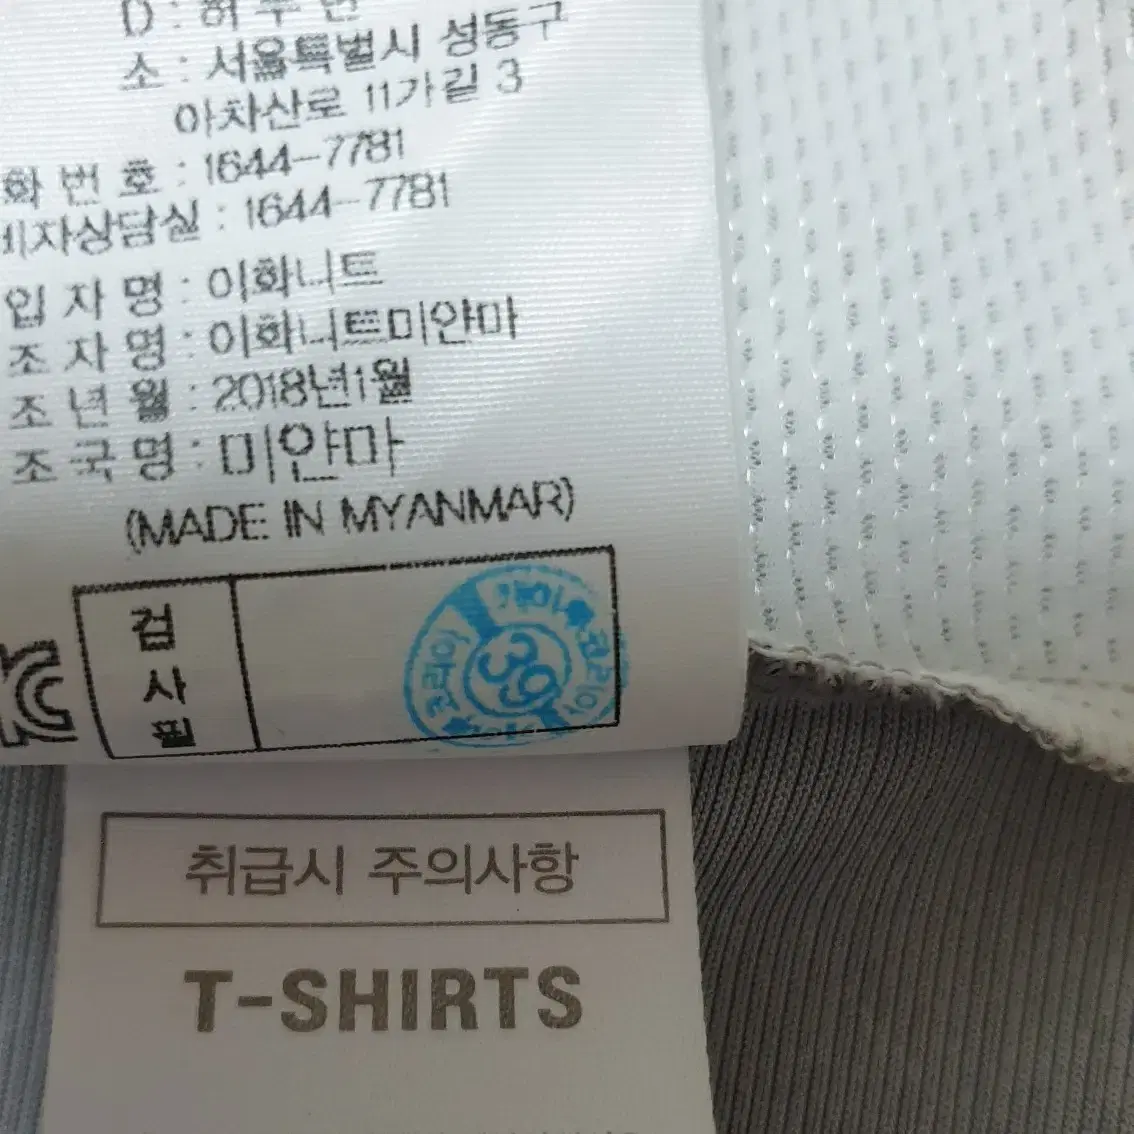 소 : 서울특별시 성동구
아차산로 11가길 3
화 번 호 : 1644-7781
비자상담실 : 1644-7781
입 자 명 : 이화니트
조 자 명 : 이화니트미얀마
조 년 월 : 2018년1월
조 국 명 : 미얀마
(MADE IN MYANMAR)
검
사
필
39
KC
취급시 주의사항
T-SHIRTS